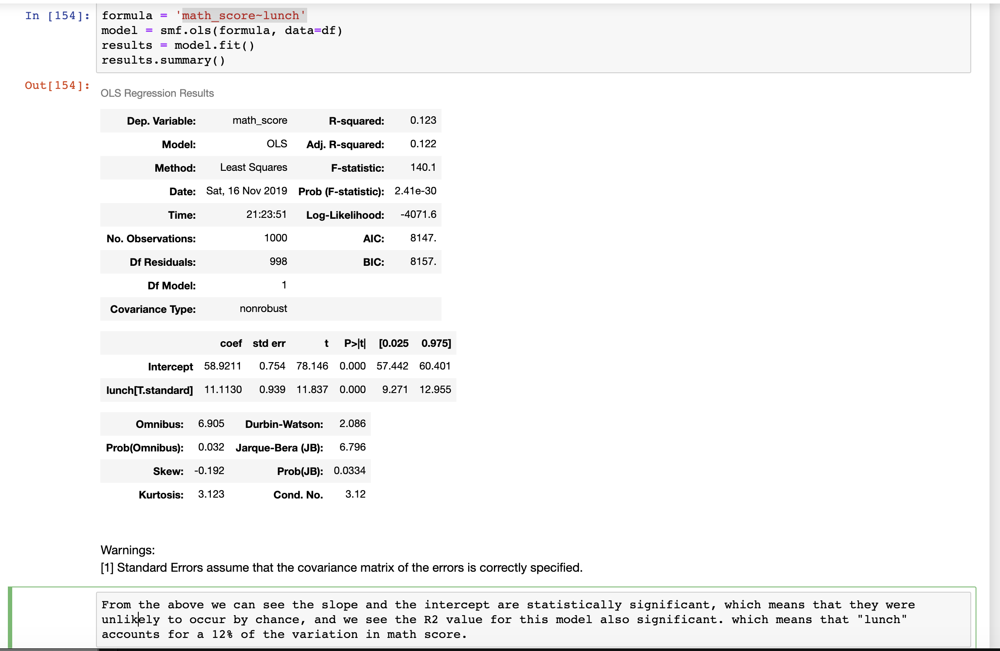 In [154]: formula = 'math_score~lunch'
model = smf.ols(formula, data=df)
results = model.fit()
results.summary()
Out[154]:
OLS Regression Results
Dep. Variable: math_score R-squared: 0.123
Model: OLS Adj. R-squared: 0.122
Method: Least Squares F-statistic: 140.1
Date: Sat, 16 Nov 2019 Prob (F-statistic): 2.41e-30
Time: 21:23:51 Log-Likelihood: -4071.6
No. Observations: 1000 AIC: 8147.
Df Residuals: 998 BIC: 8157.
Df Model: 1
Covariance Type: nonrobust
coef std err t P>|t| [0.025 0.975]
Intercept 58.9211 0.754 78.146 0.000 57.442 60.401
lunch[T.standard] 11.1130 0.939 11.837 0.000 9.271 12.955
Omnibus: 6.905 Durbin-Watson: 2.086
Prob(Omnibus): 0.032 Jarque-Bera (JB): 6.796
Skew: -0.192 Prob(JB): 0.0334
Kurtosis: 3.123 Cond. No. 3.12
Warnings:
[1] Standard Errors assume that the covariance matrix of the errors is correctly specified.
From the above we can see the slope and the intercept are statistically significant, which means that they were
unlikely to occur by chance, and we see the R2 value for this model also significant. which means that "lunch"
accounts for a 12% of the variation in math score.